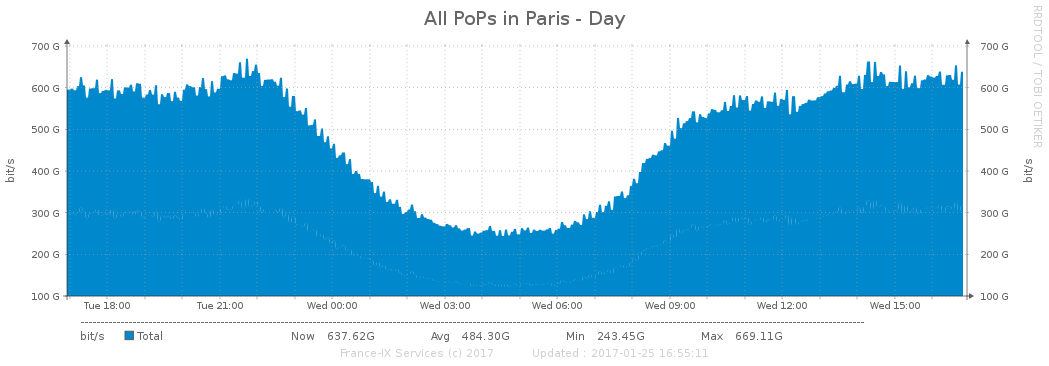 All PoPs in Paris - Day
RRDTOOL / TOBI OETIKER
bit/s
700 G 700 G
600 G 600 G
500 G 500 G
400 G 400 G
300 G 300 G
200 G 200 G
100 G 100 G
bit/s
Tue 18:00 Tue 21:00 Wed 00:00 Wed 03:00 Wed 06:00 Wed 09:00 Wed 12:00 Wed 15:00
bit/s Total Now 637.62G Avg 484.30G Min 243.45G Max 669.11G
France-IX Services (c) 2017 Updated : 2017-01-25 16:55:11